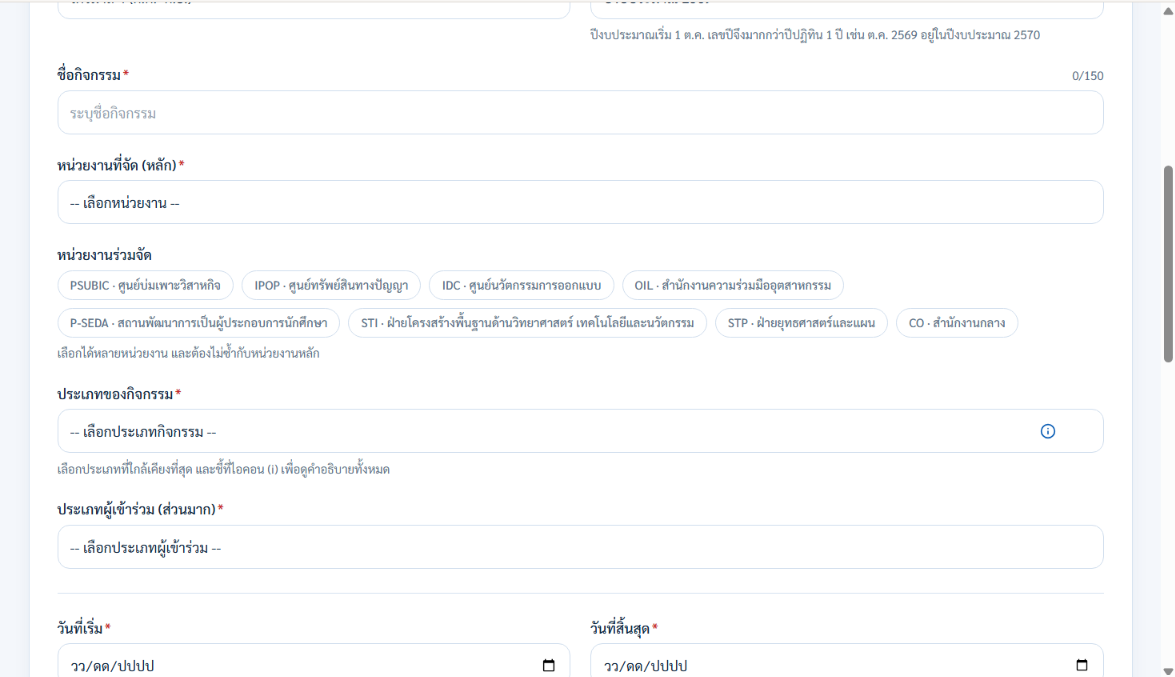 ปีงบประมาณเริ่ม 1 ต.ค. เลขปีจึงมากกว่าปีปฏิทิน 1 ปี เช่น ต.ค. 2569 อยู่ในปีงบประมาณ 2570
ชื่อกิจกรรม* 0/150
ระบุชื่อกิจกรรม
หน่วยงานที่จัด (หลัก)*
-- เลือกหน่วยงาน --
หน่วยงานร่วมจัด
PSUBIC · ศูนย์บ่มเพาะวิสาหกิจ IPOP · ศูนย์ทรัพย์สินทางปัญญา IDC · ศูนย์นวัตกรรมการออกแบบ OIL · สำนักงานความร่วมมืออุตสาหกรรม
P-SEDA · สถานพัฒนาการเป็นผู้ประกอบการนักศึกษา STI · ฝ่ายโครงสร้างพื้นฐานด้านวิทยาศาสตร์ เทคโนโลยีและนวัตกรรม STP · ฝ่ายยุทธศาสตร์และแผน CO · สำนักงานกลาง
เลือกได้หลายหน่วยงาน และต้องไม่ซ้ำกับหน่วยงานหลัก
ประเภทของกิจกรรม*
-- เลือกประเภทกิจกรรม --
เลือกประเภทที่ใกล้เคียงที่สุด และชี้ที่ไอคอน (i) เพื่อดูคำอธิบายทั้งหมด
ประเภทผู้เข้าร่วม (ส่วนมาก)*
-- เลือกประเภทผู้เข้าร่วม --
วันที่เริ่ม* วันที่สิ้นสุด*
วว/ดด/ปปปป วว/ดด/ปปปป